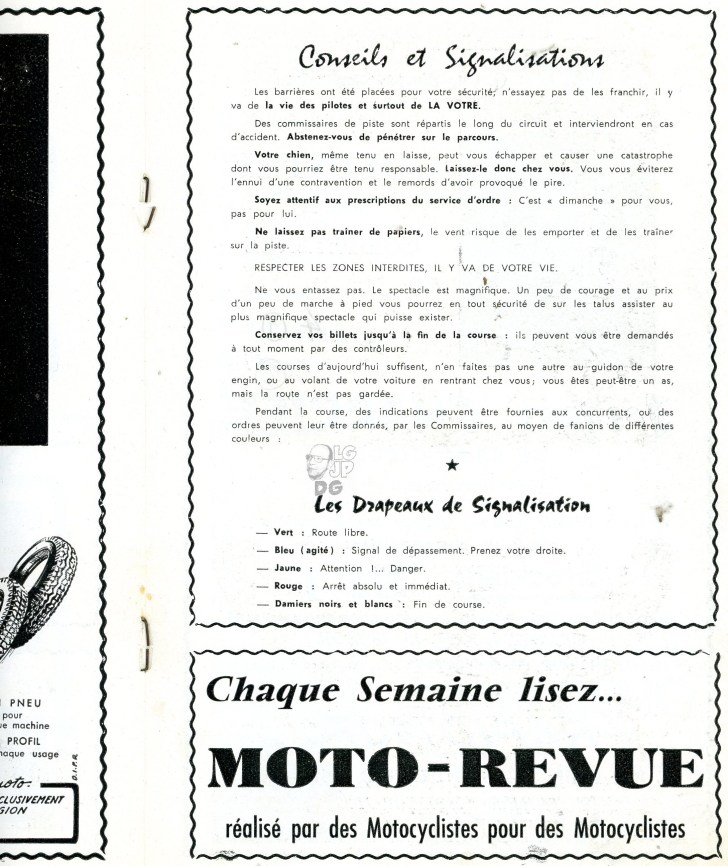 Conseils et Signalisations
Les barrières ont été placées pour votre sécurité; n'essayez pas de les franchir, il y
va de la vie des pilotes et surtout de LA VOTRE.
Des commissaires de piste sont répartis le long du circuit et interviendront en cas
d'accident. Abstenez-vous de pénétrer sur le parcours.
Votre chien, même tenu en laisse, peut vous échapper et causer une catastrophe
dont vous pourriez être tenu responsable. Laissez-le donc chez vous. Vous vous éviterez
l'ennui d'une contravention et le remords d'avoir provoqué le pire.
Soyez attentif aux prescriptions du service d'ordre : C'est « dimanche » pour vous,
pas pour lui.
Ne laissez pas traîner de papiers, le vent risque de les emporter et de les traîner
sur la piste.
RESPECTER LES ZONES INTERDITES, IL Y VA DE VOTRE VIE.
Ne vous entassez pas. Le spectacle est magnifique. Un peu de courage et au prix
d'un peu de marche à pied vous pourrez en tout sécurité de sur les talus assister au
plus magnifique spectacle qui puisse exister.
Conservez vos billets jusqu'à la fin de la course : ils peuvent vous être demandés
à tout moment par des contrôleurs.
Les courses d'aujourd'hui suffisent, n'en faites pas une autre au guidon de votre
engin, ou au volant de votre voiture en rentrant chez vous; vous êtes peut-être un as,
mais la route n'est pas gardée.
Pendant la course, des indications peuvent être fournies aux concurrents, ou des
ordres peuvent leur être donnés, par les Commissaires, au moyen de fanions de différentes
couleurs :
LG
JP
DG
Les Drapeaux de Signalisation
— Vert : Route libre.
— Bleu (agité) : Signal de dépassement. Prenez votre droite.
— Jaune : Attention !... Danger.
— Rouge : Arrêt absolu et immédiat.
— Damiers noirs et blancs : Fin de course.
Chaque Semaine lisez...
MOTO-REVUE
réalisé par des Motocyclistes pour des Motocyclistes
PNEU
pour
machine
PROFIL
usage
O.I.P.R